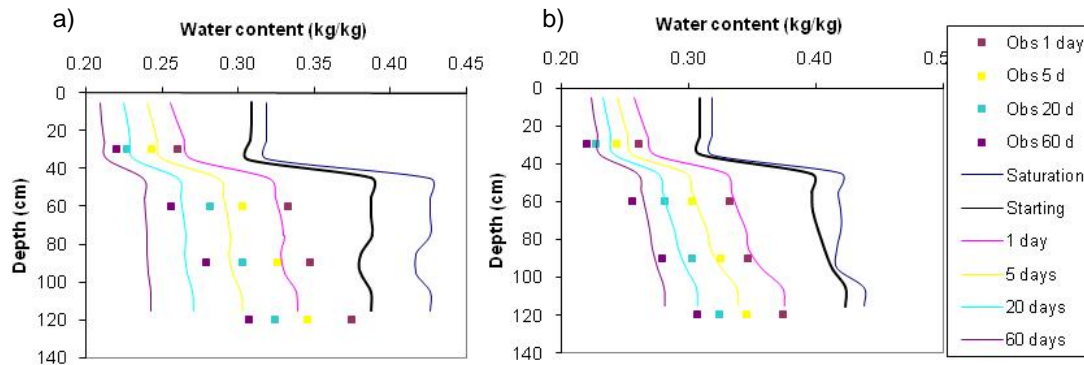 a)
Water content (kg/kg)
0.20 0.25 0.30 0.35 0.40 0.45
0
20
40
60
80
100
120
140
Depth (cm)
b)
Water content (kg/kg)
0.20 0.30 0.40 0.5
0
20
40
60
80
100
120
140
Depth (cm)
Obs 1 day
Obs 5 d
Obs 20 d
Obs 60 d
Saturation
Starting
1 day
5 days
20 days
60 days